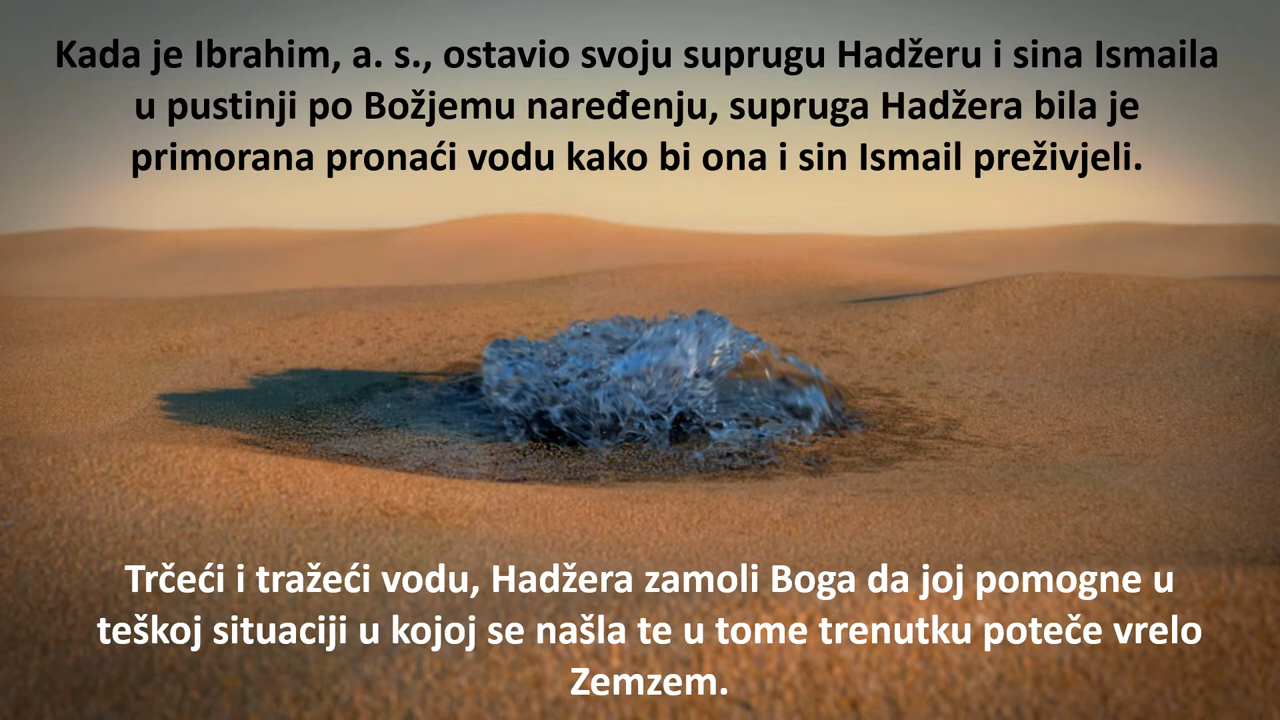 Kada je Ibrahim, a. s., ostavio svoju suprugu Hadžeru i sina Ismaila
u pustinji po Božjemu naređenju, supruga Hadžera bila je
primorana pronaći vodu kako bi ona i sin Ismail preživjeli.
Trčeći i tražeći vodu, Hadžera zamoli Boga da joj pomogne u
teškoj situaciji u kojoj se našla te u tome trenutku poteče vrelo
Zemzem.